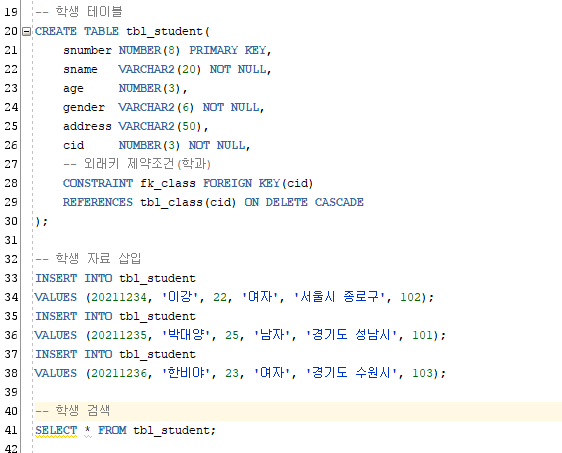 19 -- 학생 테이블
20 CREATE TABLE tbl_student(
21     snumber NUMBER(8) PRIMARY KEY,
22     sname   VARCHAR2(20) NOT NULL,
23     age     NUMBER(3),
24     gender  VARCHAR2(6) NOT NULL,
25     address VARCHAR2(50),
26     cid     NUMBER(3) NOT NULL,
27     -- 외래키 제약조건(학과)
28     CONSTRAINT fk_class FOREIGN KEY(cid)
29     REFERENCES tbl_class(cid) ON DELETE CASCADE
30 );
31
32 -- 학생 자료 삽입
33 INSERT INTO tbl_student
34 VALUES (20211234, '이강', 22, '여자', '서울시 종로구', 102);
35 INSERT INTO tbl_student
36 VALUES (20211235, '박대양', 25, '남자', '경기도 성남시', 101);
37 INSERT INTO tbl_student
38 VALUES (20211236, '한비야', 23, '여자', '경기도 수원시', 103);
39
40 -- 학생 검색
41 SELECT * FROM tbl_student;
42